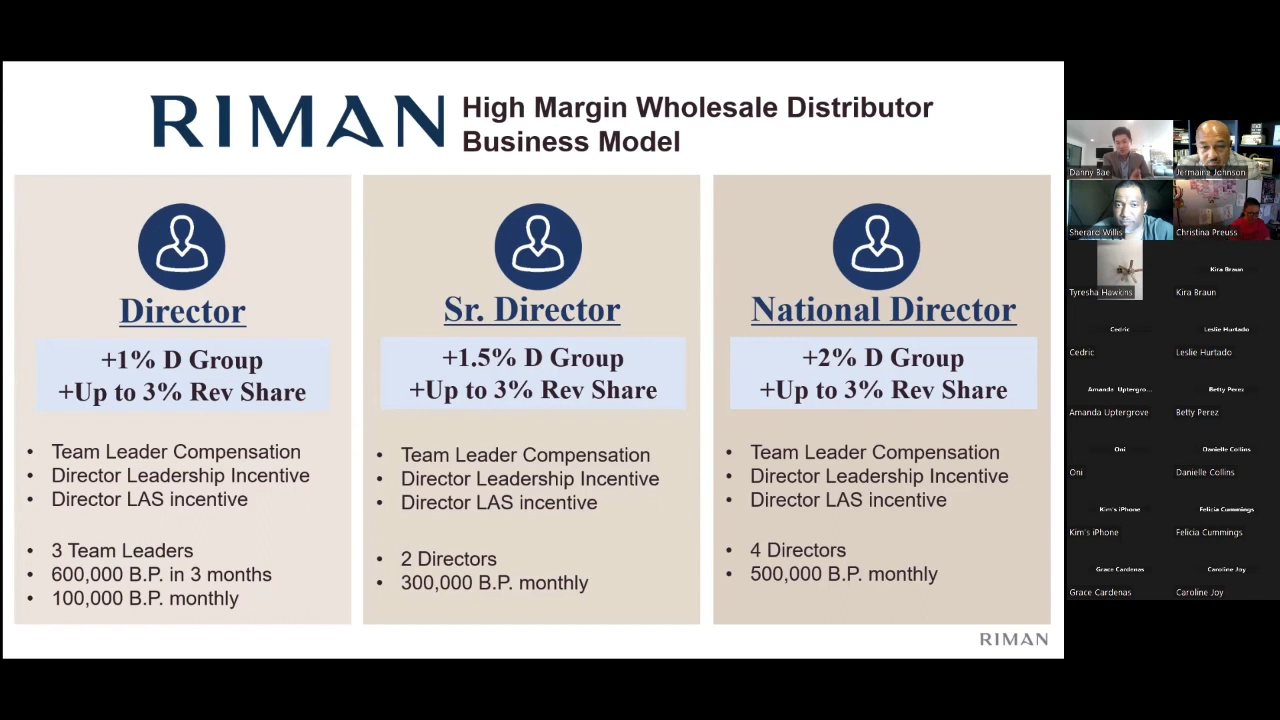 RIMAN
High Margin Wholesale Distributor
Business Model
Director
+1% D Group
+Up to 3% Rev Share
• Team Leader Compensation
• Director Leadership Incentive
• Director LAS incentive
• 3 Team Leaders
• 600,000 B.P. in 3 months
• 100,000 B.P. monthly
Sr. Director
+1.5% D Group
+Up to 3% Rev Share
• Team Leader Compensation
• Director Leadership Incentive
• Director LAS incentive
• 2 Directors
• 300,000 B.P. monthly
National Director
+2% D Group
+Up to 3% Rev Share
• Team Leader Compensation
• Director Leadership Incentive
• Director LAS incentive
• 4 Directors
• 500,000 B.P. monthly
RIMAN
Danny Bae
Jermaine Johnson
Sherard Willis
Christina Preuss
Tyresha Hawkins
Kira Braun
Kira Braun
Cedric
Cedric
Leslie Hurtado
Leslie Hurtado
Amanda Uptergro...
Amanda Uptergrove
Betty Perez
Betty Perez
Oni
Oni
Danielle Collins
Danielle Collins
Kim's iPhone
Kim's iPhone
Felicia Cummings
Felicia Cummings
Grace Cardenas
Grace Cardenas
Caroline Joy
Caroline Joy